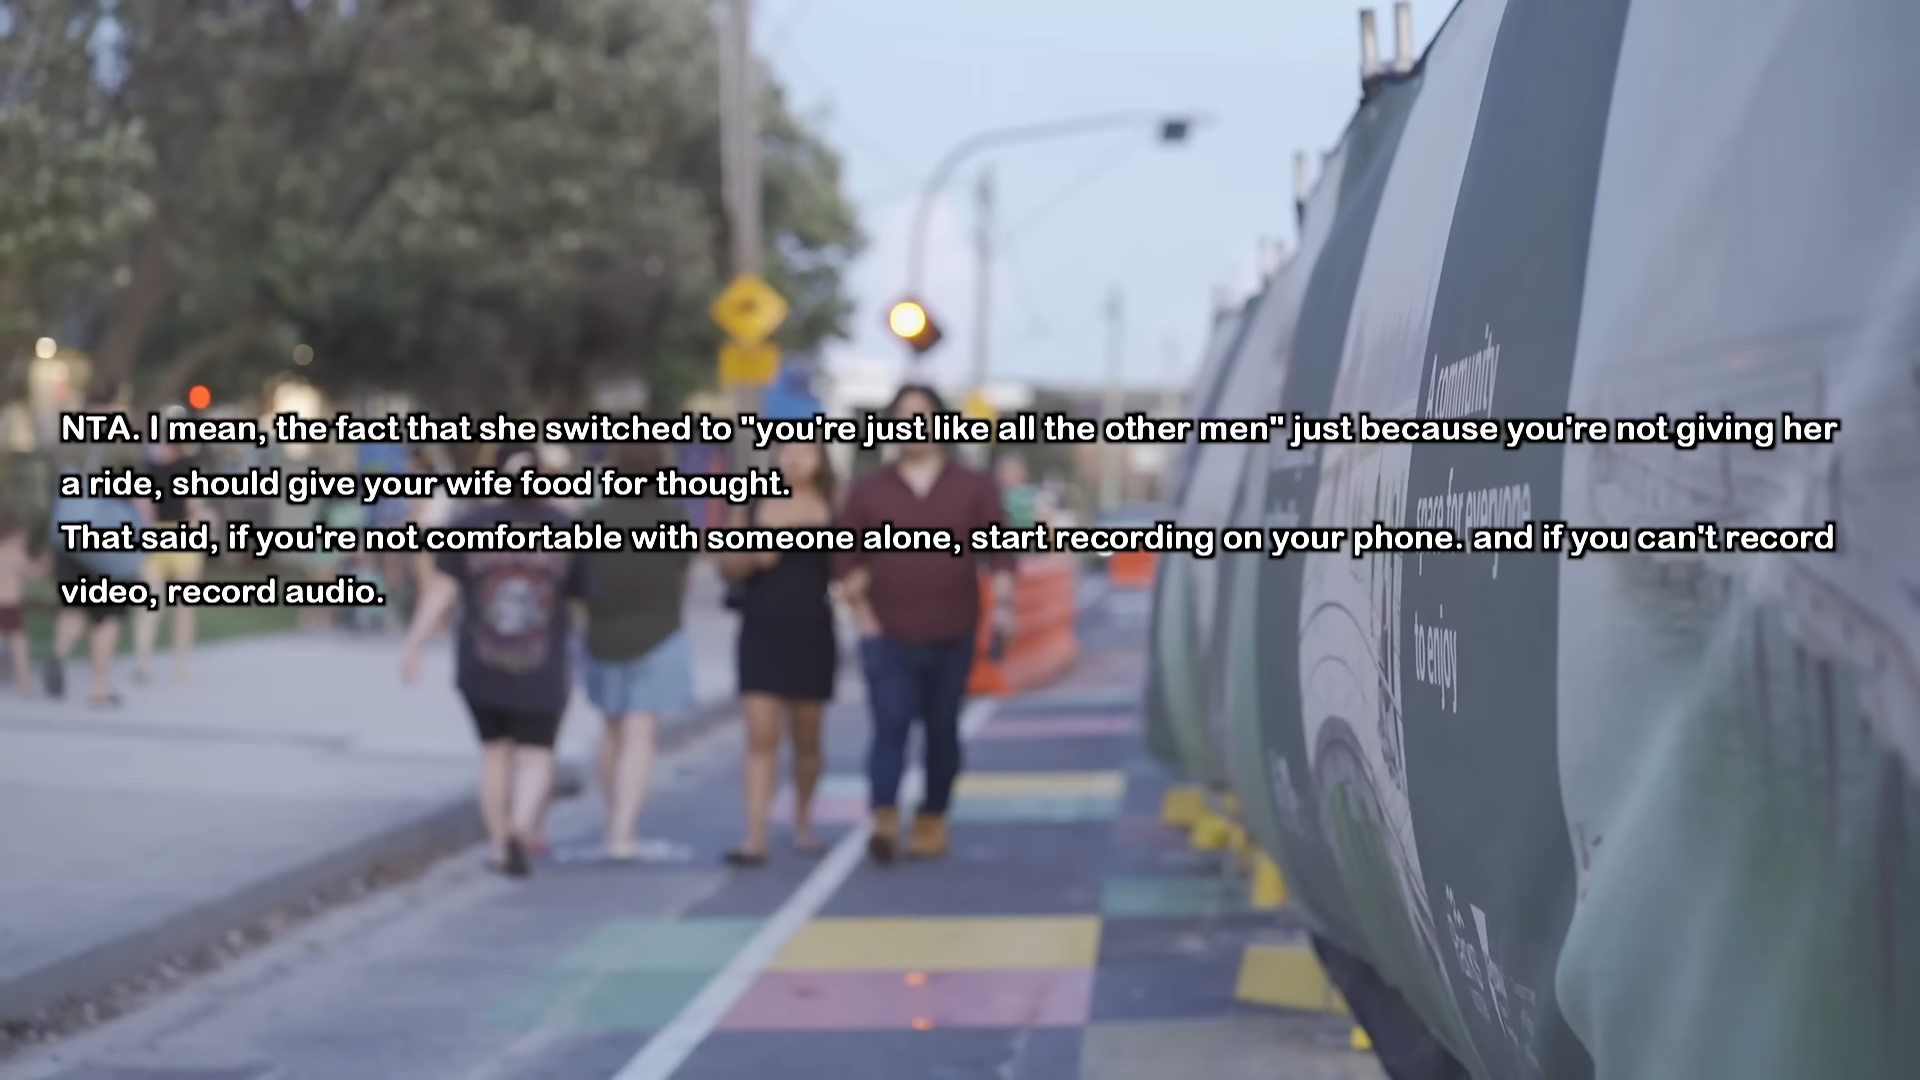 NTA. I mean, the fact that she switched to "you're just like all the other men" just because you're not giving her
a ride, should give your wife food for thought.
That said, if you're not comfortable with someone alone, start recording on your phone. and if you can't record
video, record audio.
A community
space for everyone
to enjoy